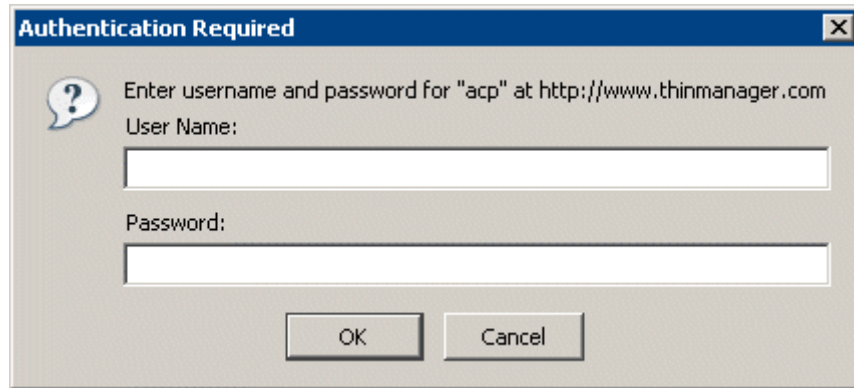 Authentication Required
Enter username and password for "acp" at http://www.thinmanager.com
User Name:
Password:
OK
Cancel